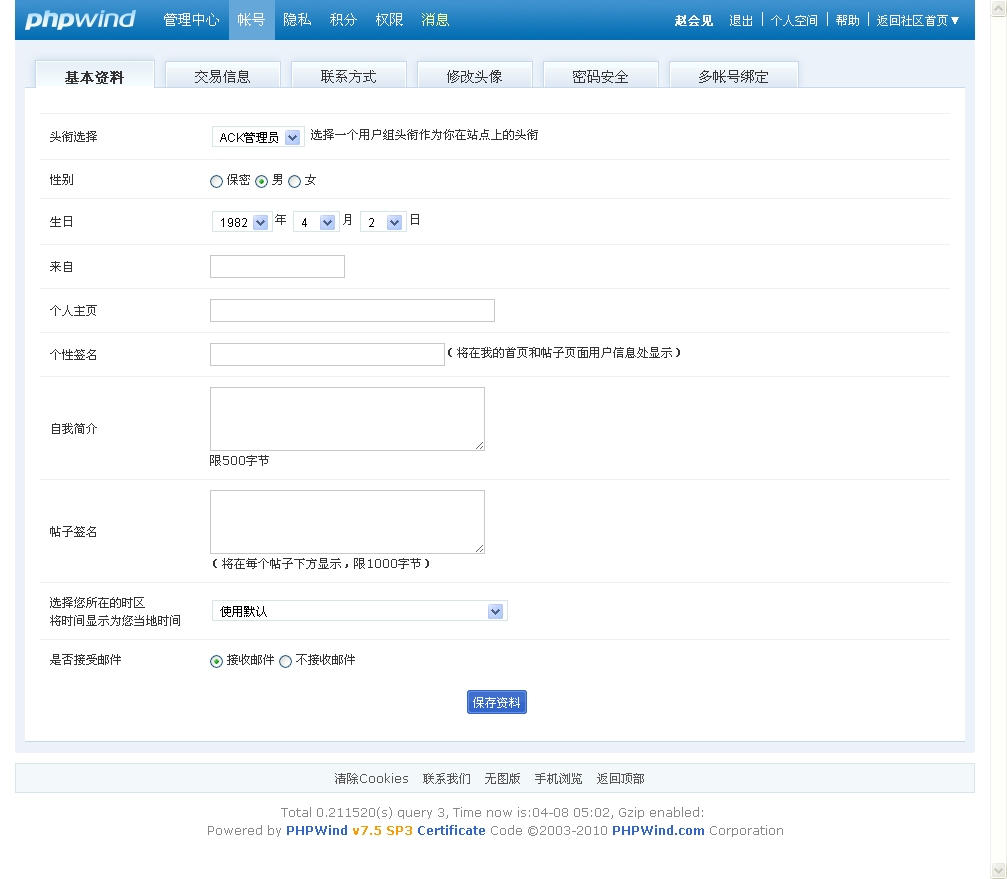 phpwind 管理中心 帐号 隐私 积分 权限 消息 赵会见 退出 个人空间 帮助 返回社区首页▼
基本资料 交易信息 联系方式 修改头像 密码安全 多帐号绑定
头衔选择 ACK管理员 选择一个用户组头衔作为你在站点上的头衔
性别 保密 男 女
生日 1982 年 4 月 2 日
来自
个人主页
个性签名 (将在我的首页和帖子页面用户信息处显示)
自我简介
限500字节
帖子签名
(将在每个帖子下方显示，限1000字节)
选择您所在的时区
将时间显示为您当地时间 使用默认
是否接受邮件 接收邮件 不接收邮件
保存资料
清除Cookies 联系我们 无图版 手机浏览 返回顶部
Total 0.211520(s) query 3, Time now is:04-08 05:02, Gzip enabled:
Powered by PHPWind v7.5 SP3 Certificate Code ©2003-2010 PHPWind.com Corporation